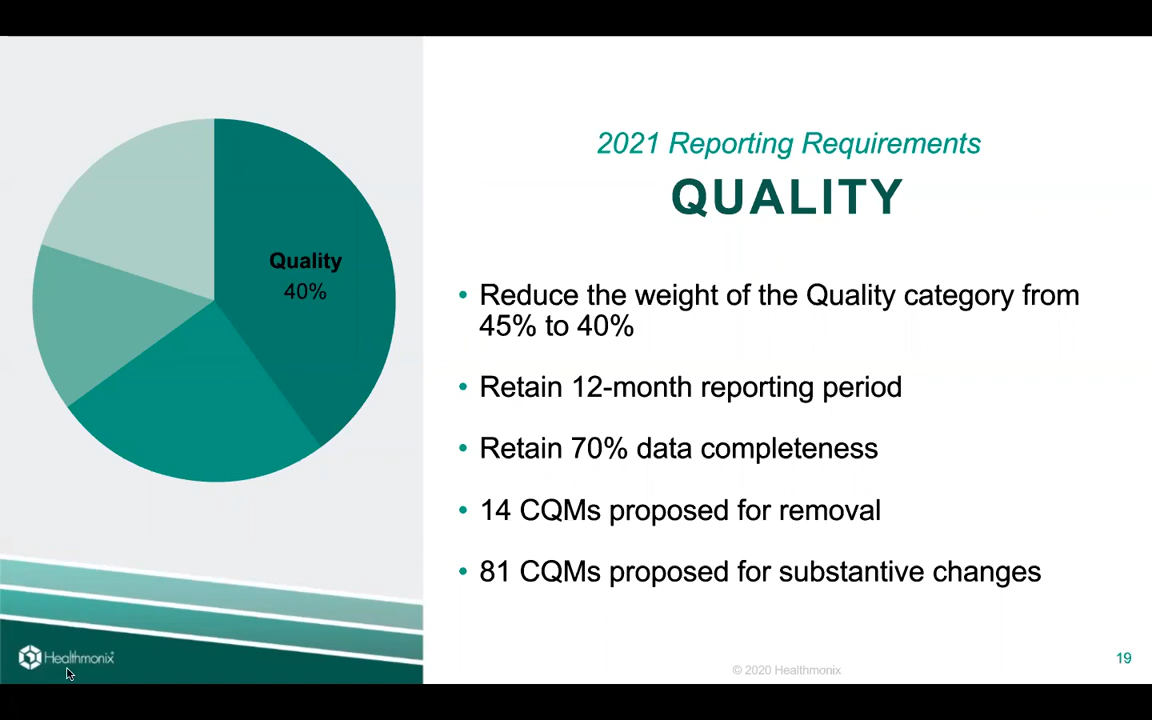 2021 Reporting Requirements
QUALITY
Quality
40%
• Reduce the weight of the Quality category from
45% to 40%
• Retain 12-month reporting period
• Retain 70% data completeness
• 14 CQMs proposed for removal
• 81 CQMs proposed for substantive changes
Healthmonix
© 2020 Healthmonix
19